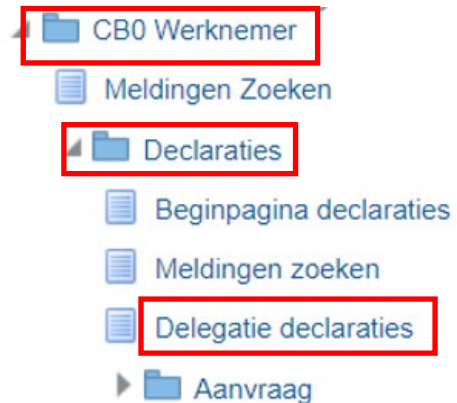 CB0 Werknemer
Meldingen Zoeken
Declaraties
Beginpagina declaraties
Meldingen zoeken
Delegatie declaraties
Aanvraag